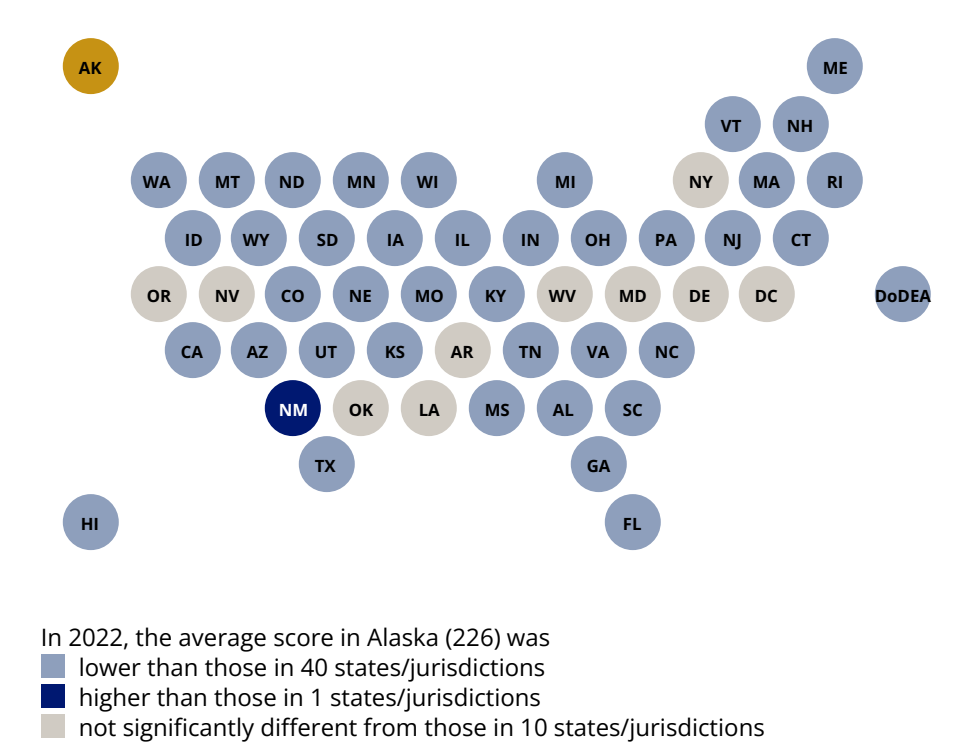 AK ME
VT NH
WA MT ND MN WI MI NY MA RI
ID WY SD IA IL IN OH PA NJ CT
OR NV CO NE MO KY WV MD DE DC DoDEA
CA AZ UT KS AR TN VA NC
NM OK LA MS AL SC
TX GA
HI FL
In 2022, the average score in Alaska (226) was
lower than those in 40 states/jurisdictions
higher than those in 1 states/jurisdictions
not significantly different from those in 10 states/jurisdictions